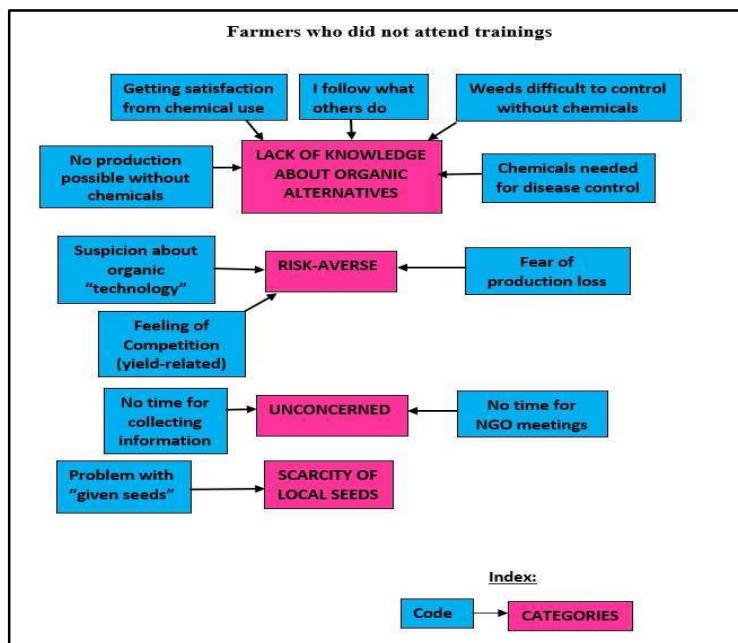 Farmers who did not attend trainings
Getting satisfaction
from chemical use
I follow what
others do
Weeds difficult to control
without chemicals
No production
possible without
chemicals
LACK OF KNOWLEDGE
ABOUT ORGANIC
ALTERNATIVES
Chemicals needed
for disease control
Suspicion about
organic
“technology”
RISK-AVERSE
Fear of
production loss
Feeling of
Competition
(yield-related)
No time for
collecting
information
UNCONCERNED
No time for
NGO meetings
Problem with
“given seeds”
SCARCITY OF
LOCAL SEEDS
Index:
Code
CATEGORIES